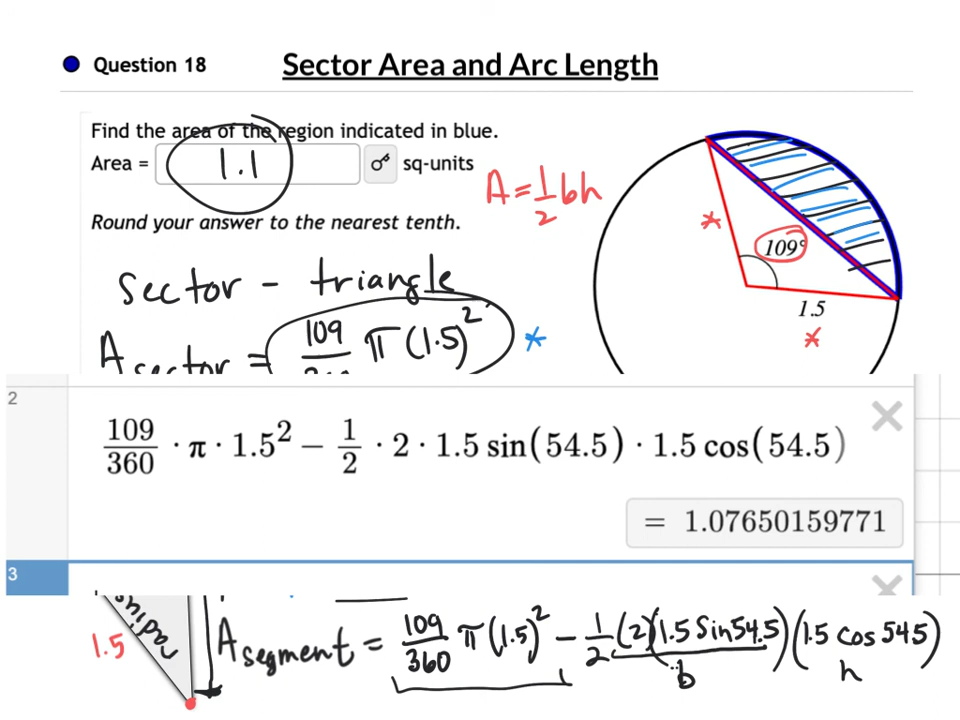 Question 18 Sector Area and Arc Length
Find the area of the region indicated in blue.
Area = 1.1 sq-units
A = 1/2 bh
Round your answer to the nearest tenth.
109°
1.5
sector - triangle
A sector = 109 π (1.5)²
2
109/360 · π · 1.5² − 1/2 · 2 · 1.5 sin(54.5) · 1.5 cos(54.5)
= 1.07650159771
3
radius
1.5
A segment = 109/360 π (1.5)² − 1/2 (2)(1.5 Sin 54.5)(1.5 cos 54.5)
b h